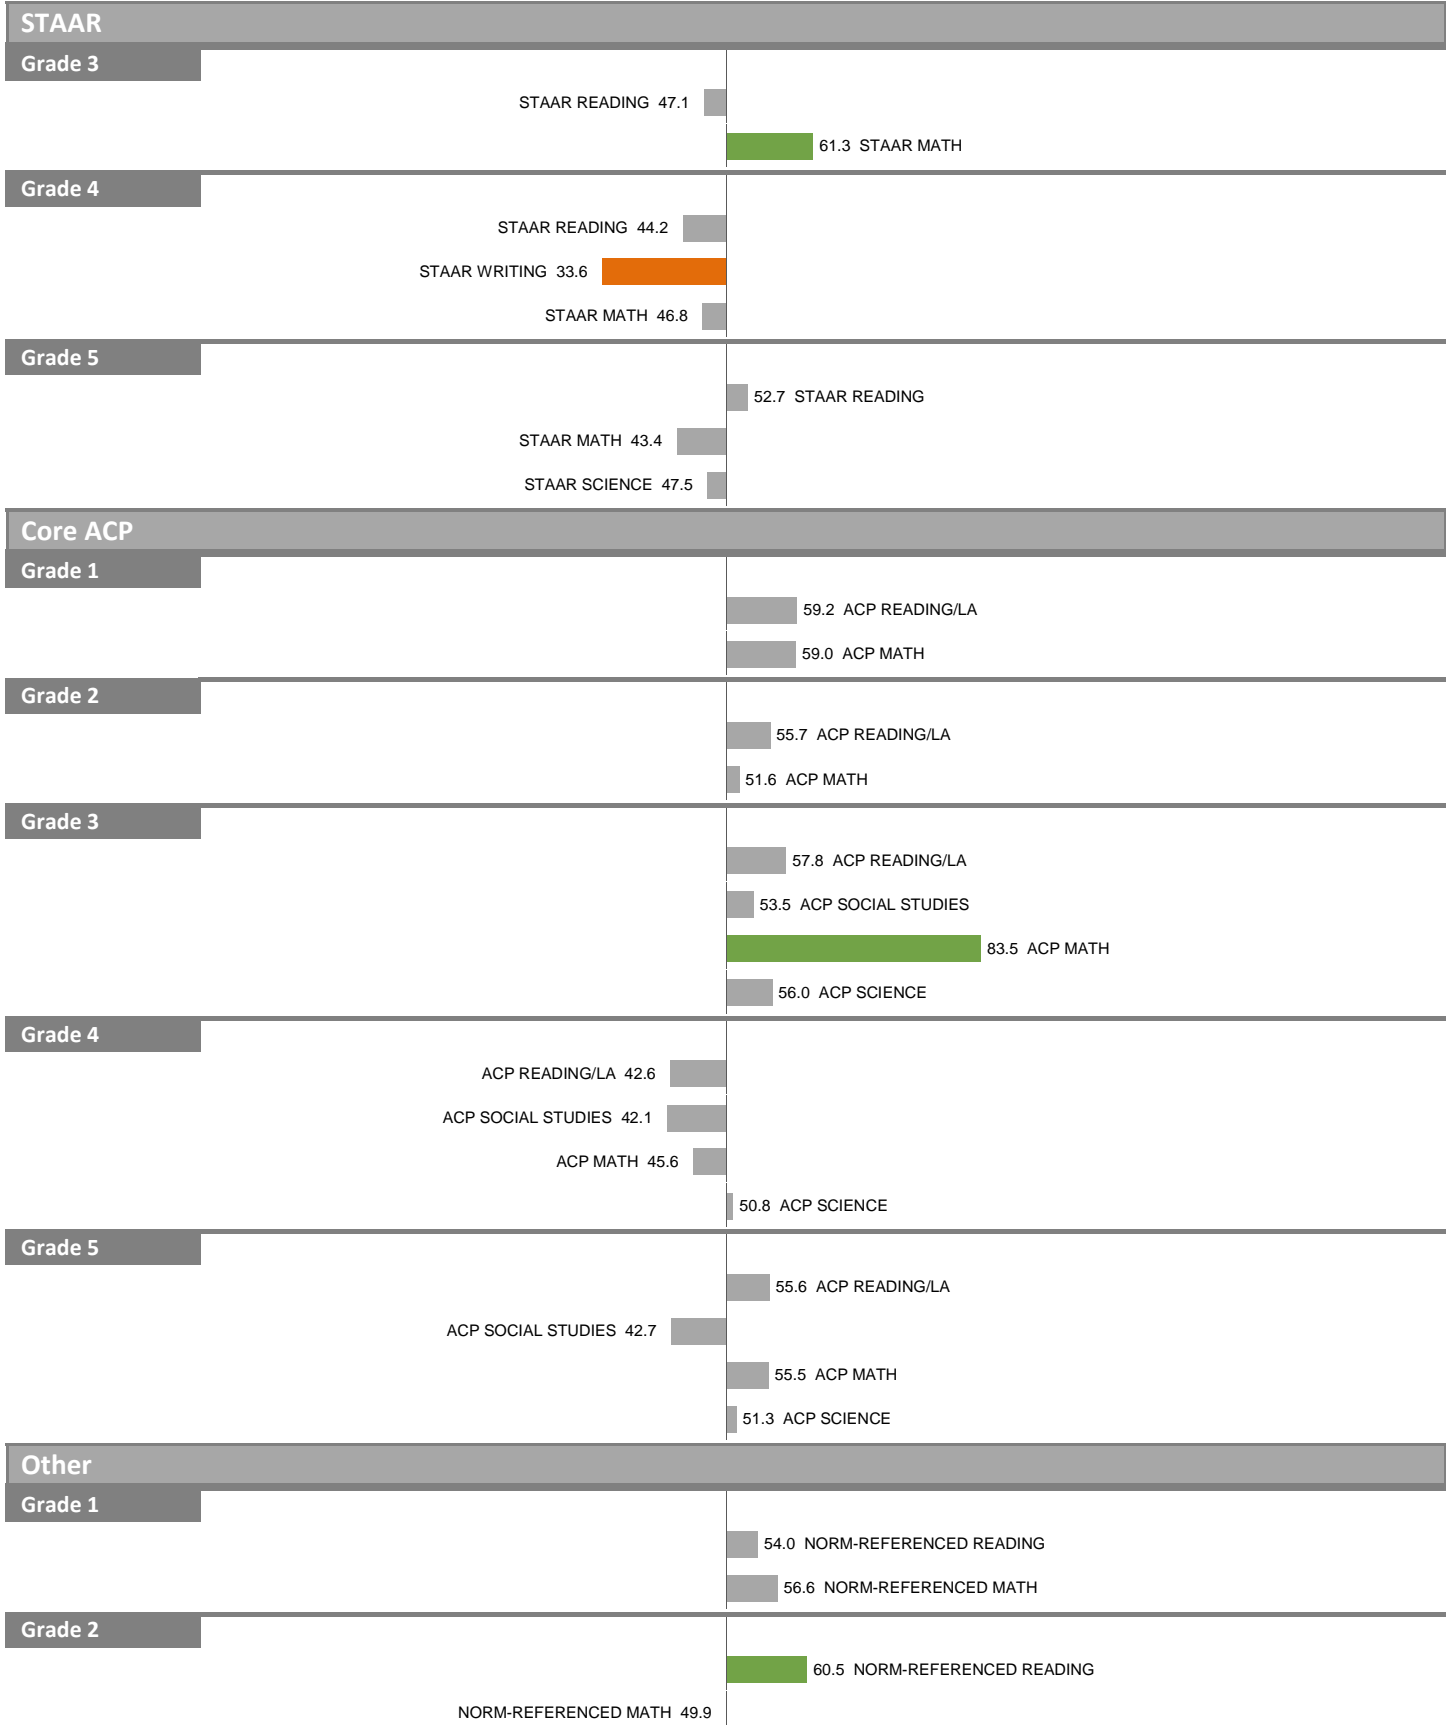 STAAR
Grade 3
STAAR READING 47.1
61.3 STAAR MATH
Grade 4
STAAR READING 44.2
STAAR WRITING 33.6
STAAR MATH 46.8
Grade 5
52.7 STAAR READING
STAAR MATH 43.4
STAAR SCIENCE 47.5
Core ACP
Grade 1
59.2 ACP READING/LA
59.0 ACP MATH
Grade 2
55.7 ACP READING/LA
51.6 ACP MATH
Grade 3
57.8 ACP READING/LA
53.5 ACP SOCIAL STUDIES
83.5 ACP MATH
56.0 ACP SCIENCE
Grade 4
ACP READING/LA 42.6
ACP SOCIAL STUDIES 42.1
ACP MATH 45.6
50.8 ACP SCIENCE
Grade 5
55.6 ACP READING/LA
ACP SOCIAL STUDIES 42.7
55.5 ACP MATH
51.3 ACP SCIENCE
Other
Grade 1
54.0 NORM-REFERENCED READING
56.6 NORM-REFERENCED MATH
Grade 2
60.5 NORM-REFERENCED READING
NORM-REFERENCED MATH 49.9